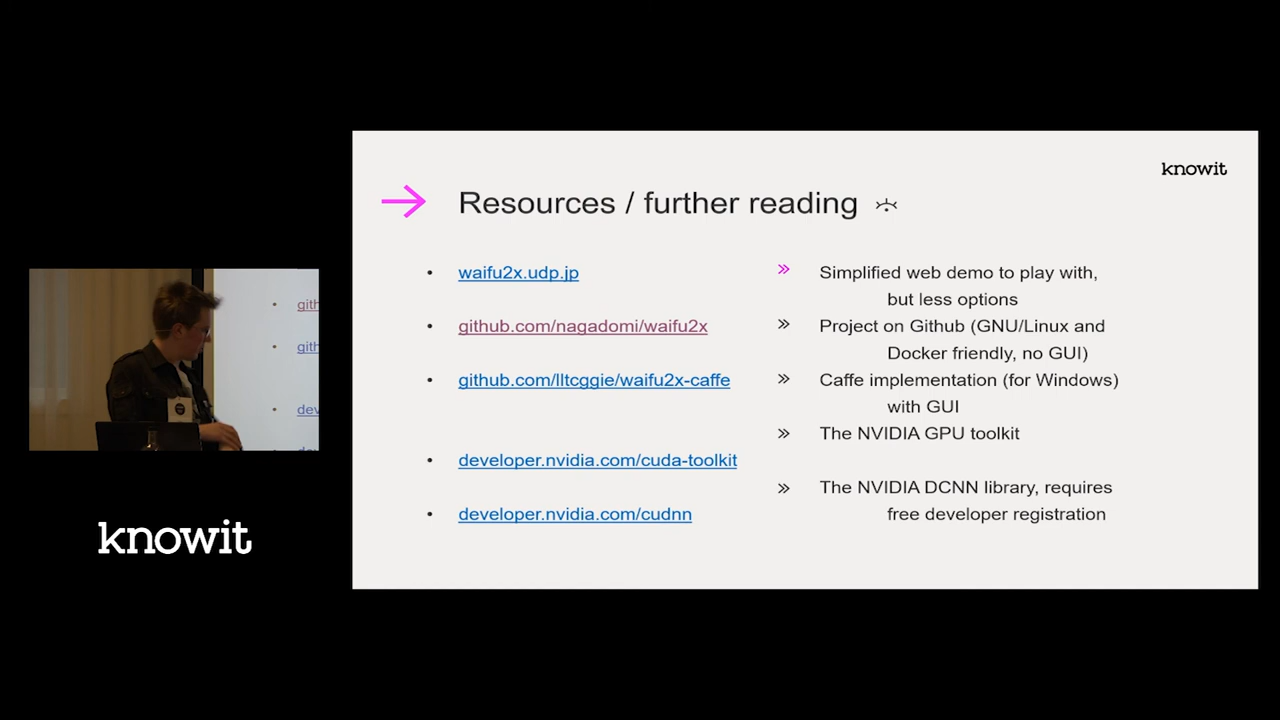 knowit
Resources / further reading
waifu2x.udp.jp
github.com/nagadomi/waifu2x
github.com/lltcggie/waifu2x-caffe
developer.nvidia.com/cuda-toolkit
developer.nvidia.com/cudnn
» Simplified web demo to play with,
but less options
» Project on Github (GNU/Linux and
Docker friendly, no GUI)
» Caffe implementation (for Windows)
with GUI
» The NVIDIA GPU toolkit
» The NVIDIA DCNN library, requires
free developer registration
gith
gith
dev
knowit